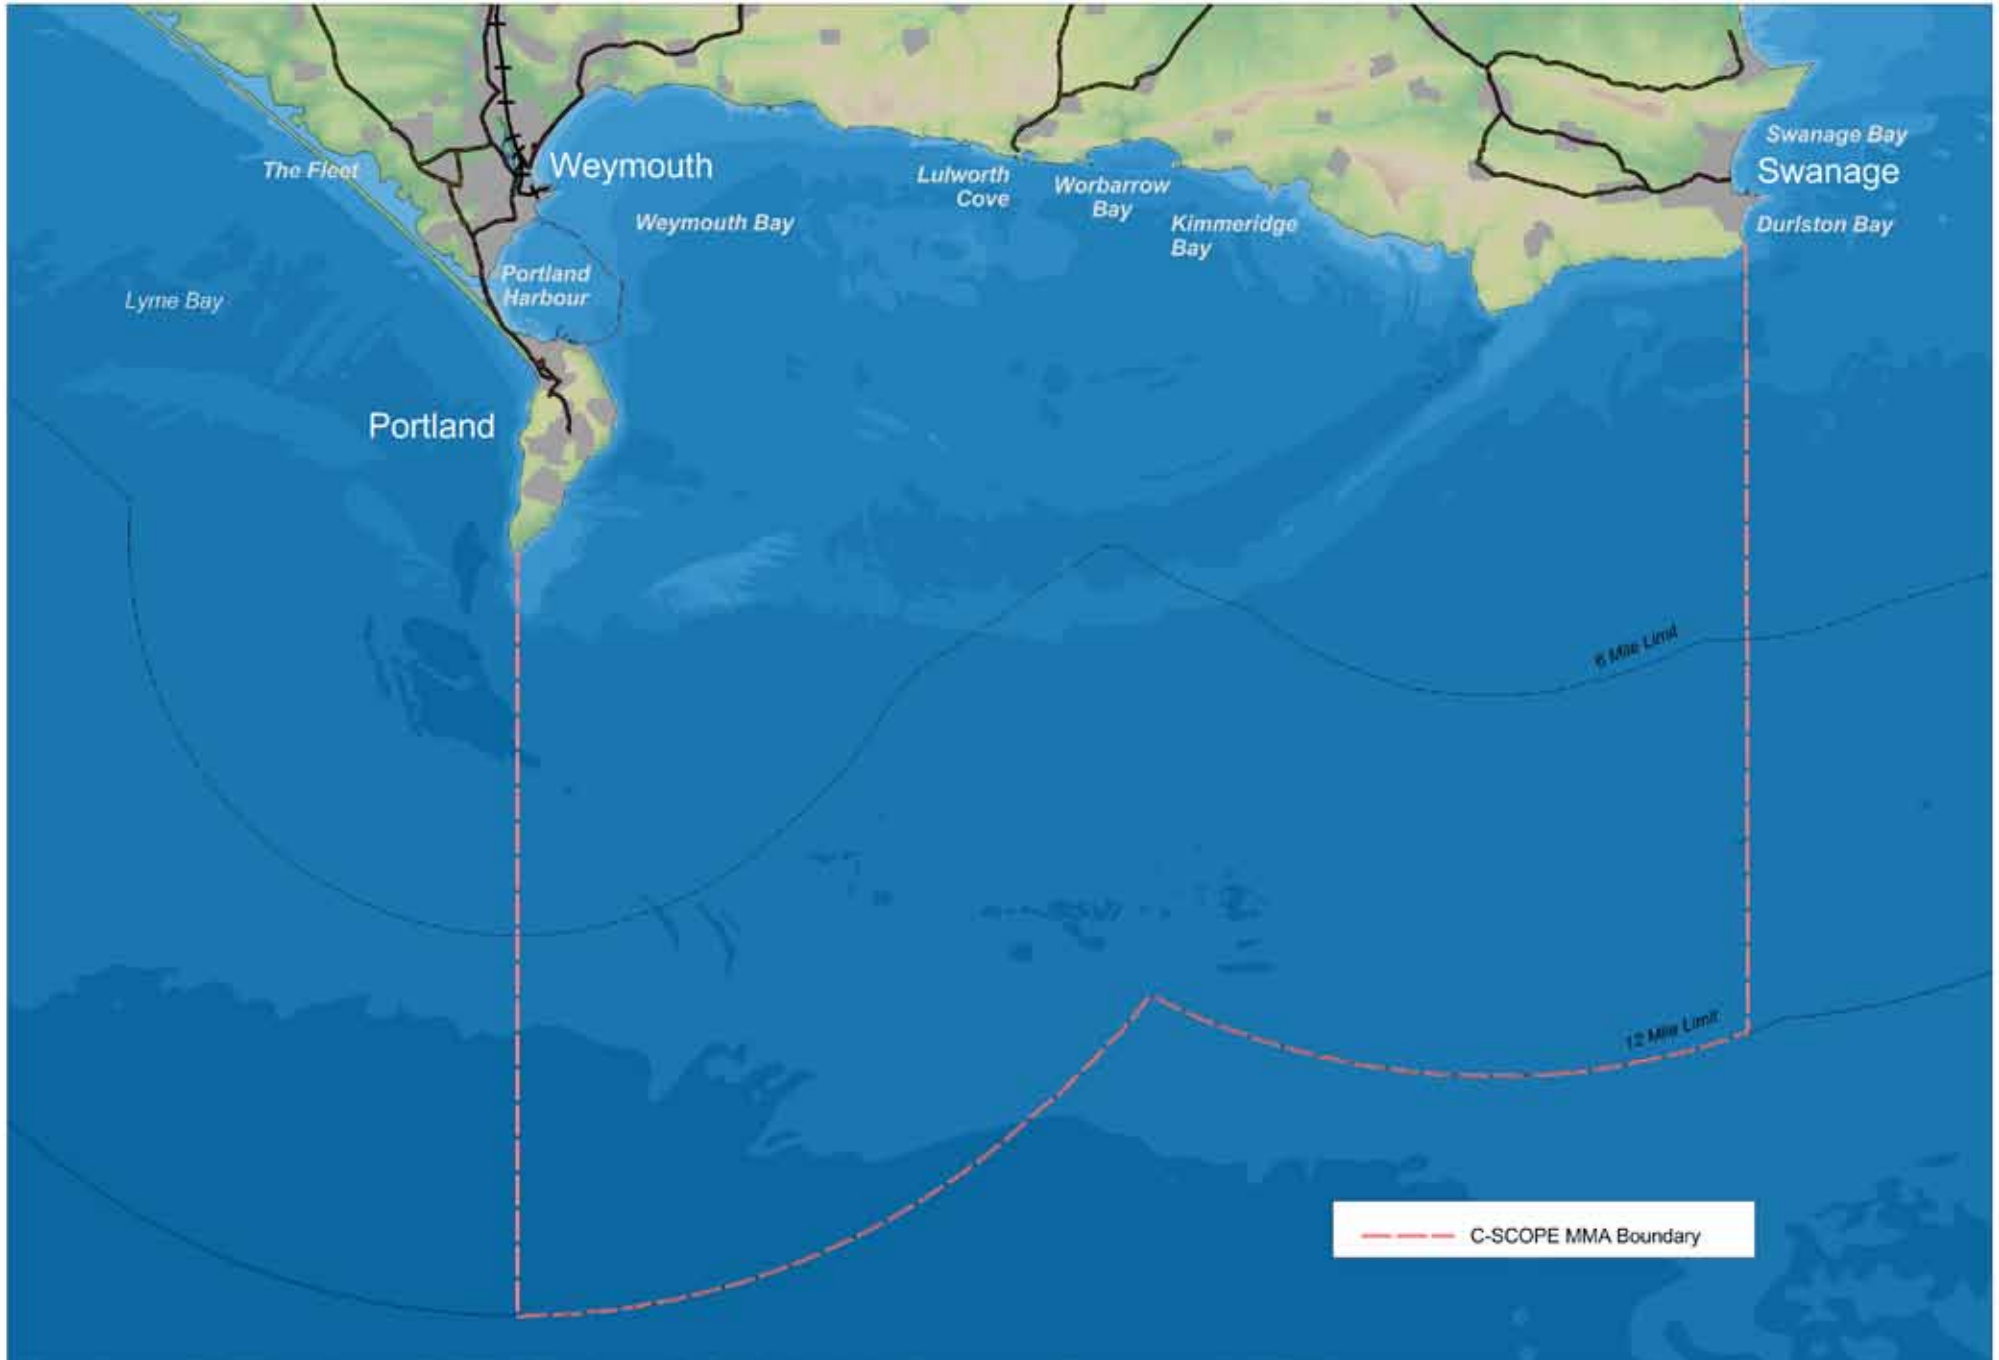 The Fleet
Weymouth
Swanage Bay
Swanage
Lulworth
Cove
Worbarrow
Bay
Kimmeridge
Bay
Durlston Bay
Weymouth Bay
Portland
Harbour
Lyme Bay
Portland
6 Mile Limit
12 Mile Limit
C-SCOPE MMA Boundary